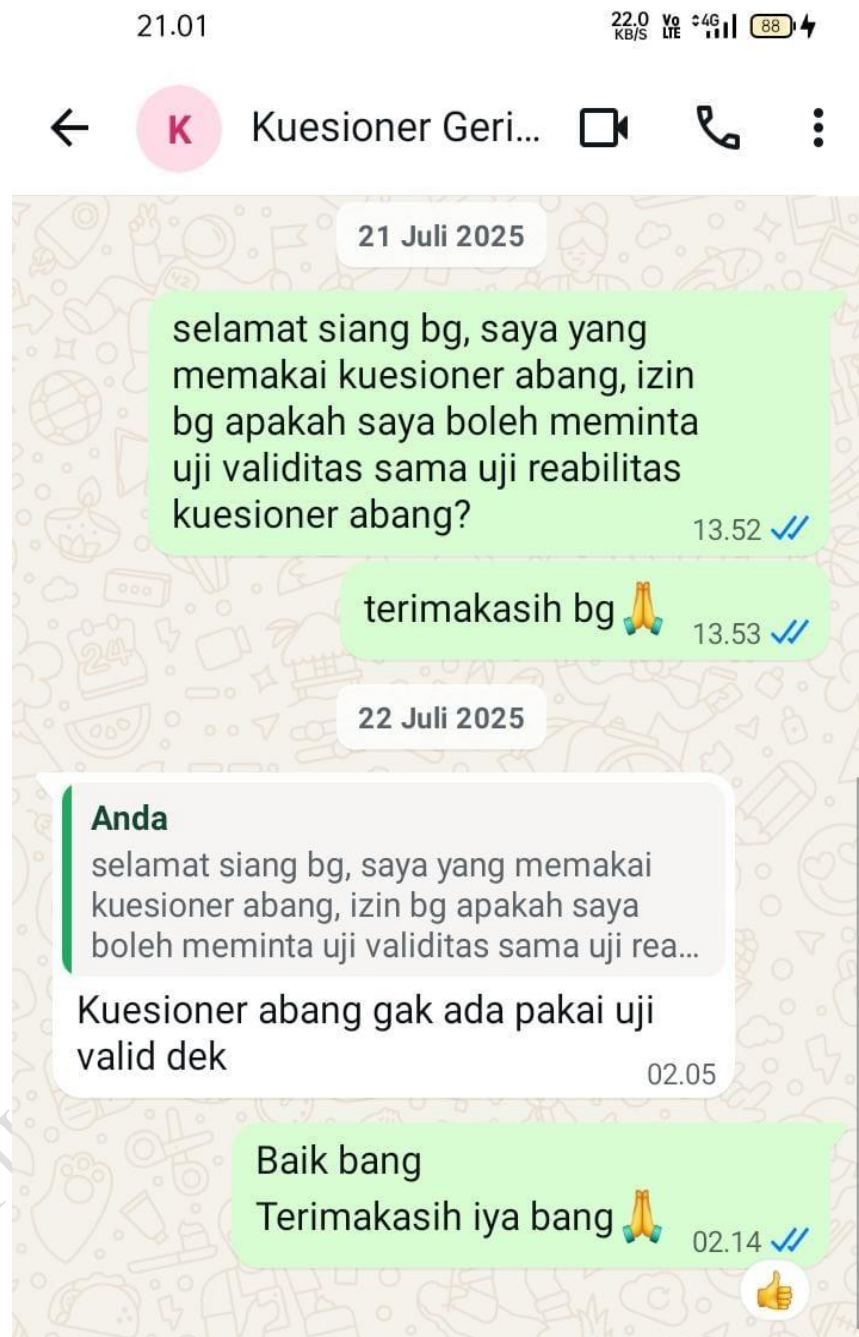 21.01
22.0 KB/S Vo LTE 4G 88
K Kuesioner Geri...
21 Juli 2025
selamat siang bg, saya yang
memakai kuesioner abang, izin
bg apakah saya boleh meminta
uji validitas sama uji reabilitas
kuesioner abang?
13.52
terimakasih bg🙏
13.53
22 Juli 2025
Anda
selamat siang bg, saya yang memakai
kuesioner abang, izin bg apakah saya
boleh meminta uji validitas sama uji rea...
Kuesioner abang gak ada pakai uji
valid dek
02.05
Baik bang
Terimakasih iya bang🙏
02.14
👍